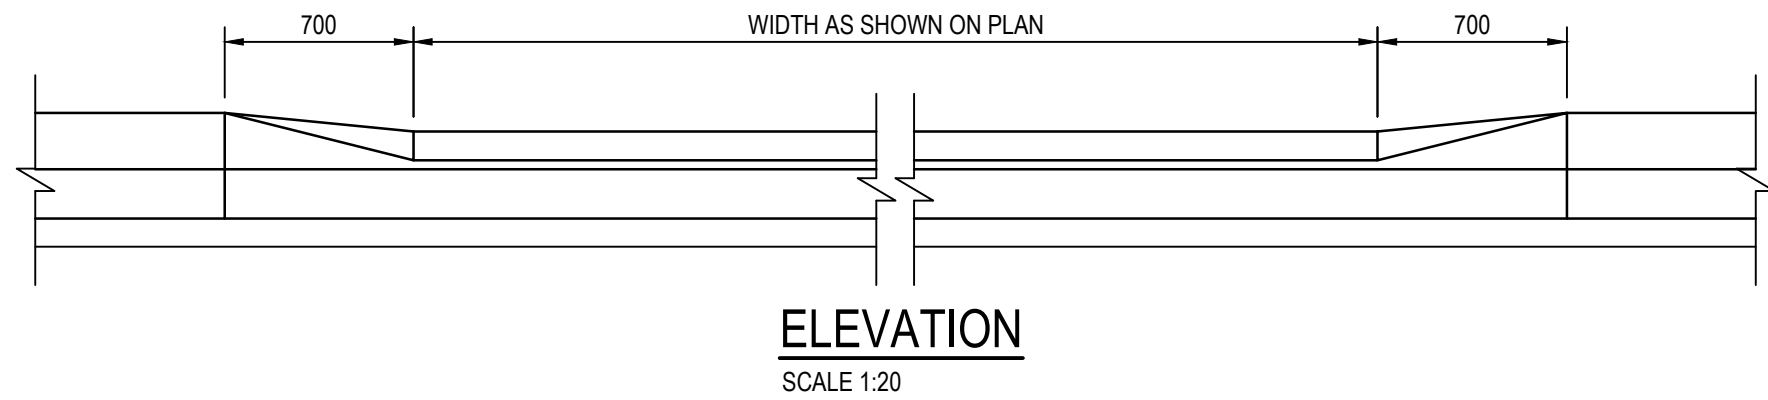 700
WIDTH AS SHOWN ON PLAN
700
ELEVATION
SCALE 1:20